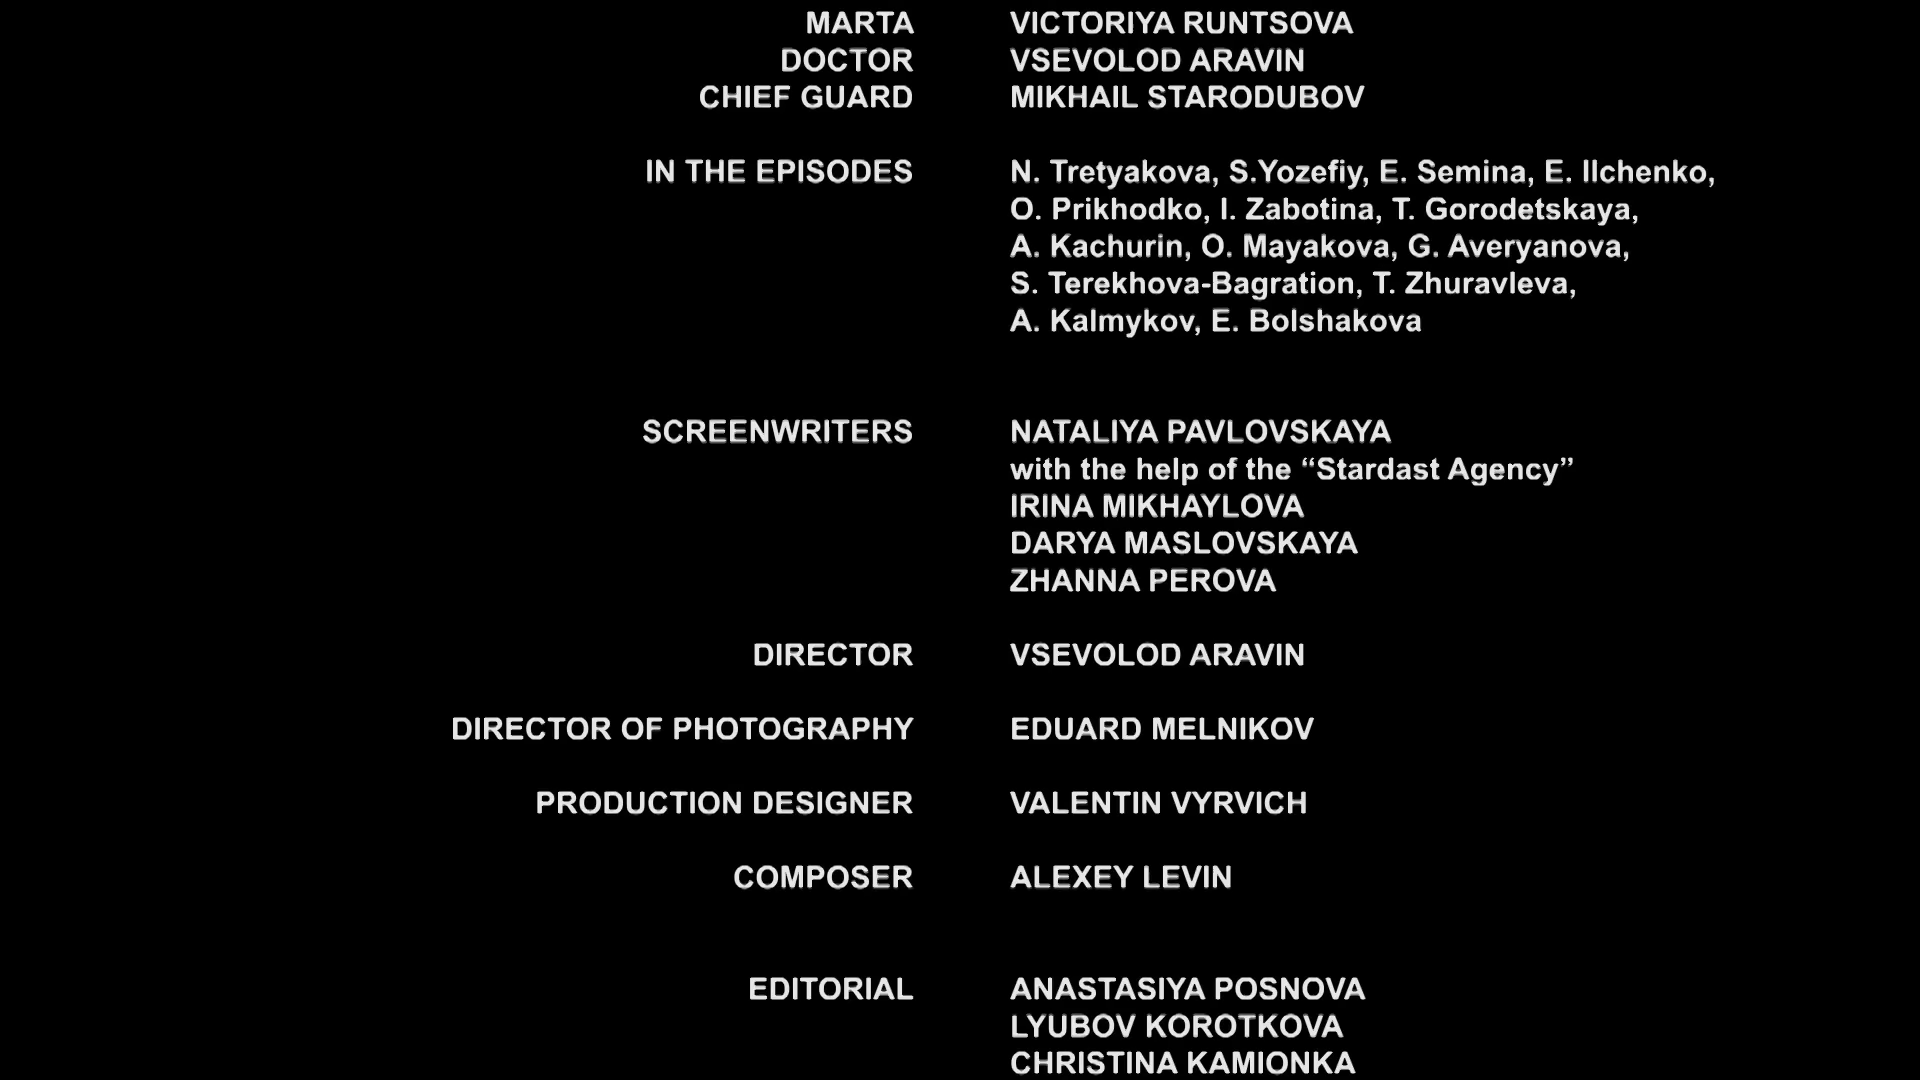 MARTA VICTORIYA RUNTSOVA
DOCTOR VSEVOLOD ARAVIN
CHIEF GUARD MIKHAIL STARODUBOV
IN THE EPISODES N. Tretyakova, S.Yozefiy, E. Semina, E. Ilchenko,
O. Prikhodko, I. Zabotina, T. Gorodetskaya,
A. Kachurin, O. Mayakova, G. Averyanova,
S. Terekhova-Bagration, T. Zhuravleva,
A. Kalmykov, E. Bolshakova
SCREENWRITERS NATALIYA PAVLOVSKAYA
with the help of the “Stardast Agency”
IRINA MIKHAYLOVA
DARYA MASLOVSKAYA
ZHANNA PEROVA
DIRECTOR VSEVOLOD ARAVIN
DIRECTOR OF PHOTOGRAPHY EDUARD MELNIKOV
PRODUCTION DESIGNER VALENTIN VYRVICH
COMPOSER ALEXEY LEVIN
EDITORIAL ANASTASIYA POSNOVA
LYUBOV KOROTKOVA
CHRISTINA KAMIONKA